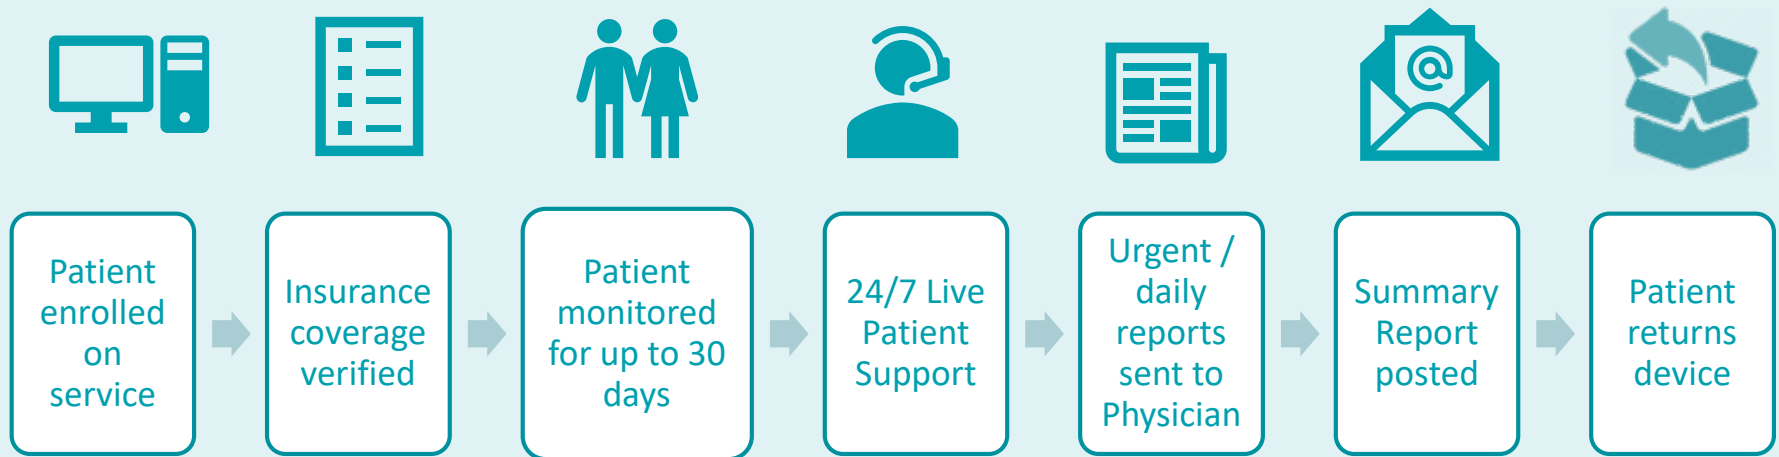 @
Patient
enrolled
on
service
Insurance
coverage
verified
Patient
monitored
for up to 30
days
24/7 Live
Patient
Support
Urgent /
daily
reports
sent to
Physician
Summary
Report
posted
Patient
returns
device